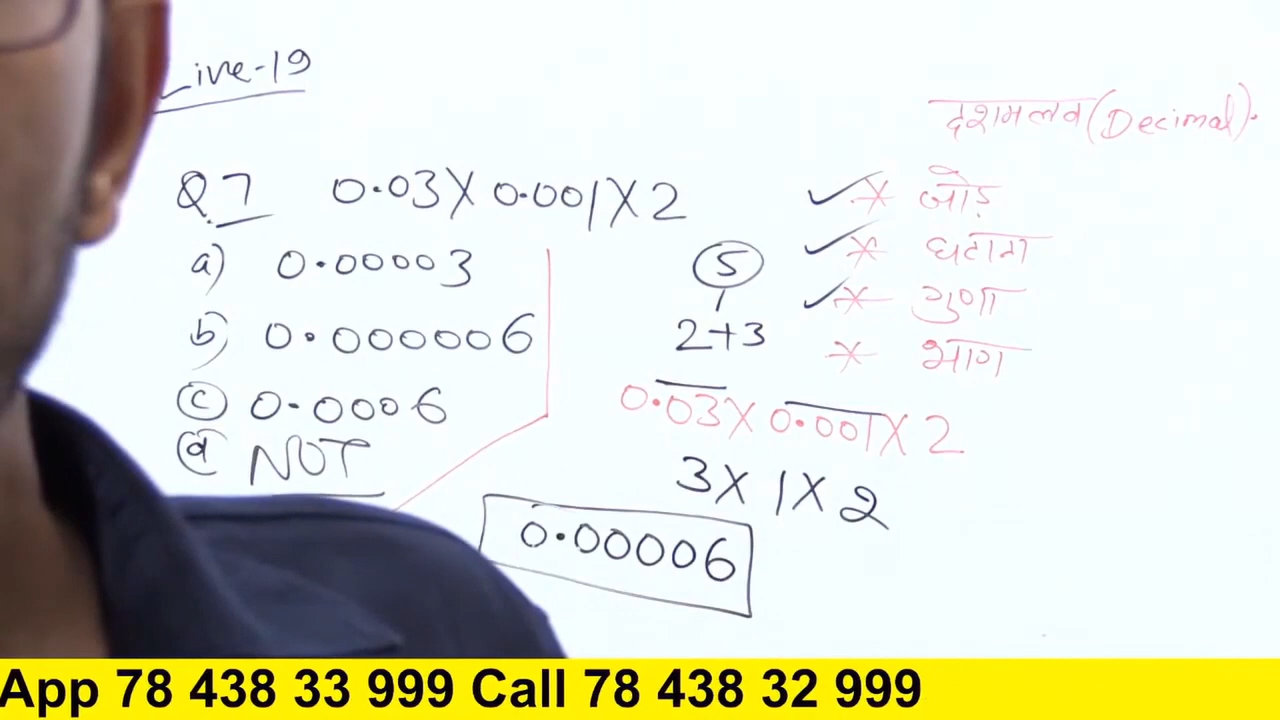 Live-19
Q7 0.03 X 0.001 X 2
a) 0.00003
b) 0.000006
c) 0.0006
d) NOT
5
2+3
0.03 X 0.001 X 2
3 X 1 X 2
0.00006
दशमलव (Decimal):
✓ * जोड़
✓ * घटाना
✓ * गुणा
* भाग
App 78 438 33 999 Call 78 438 32 999